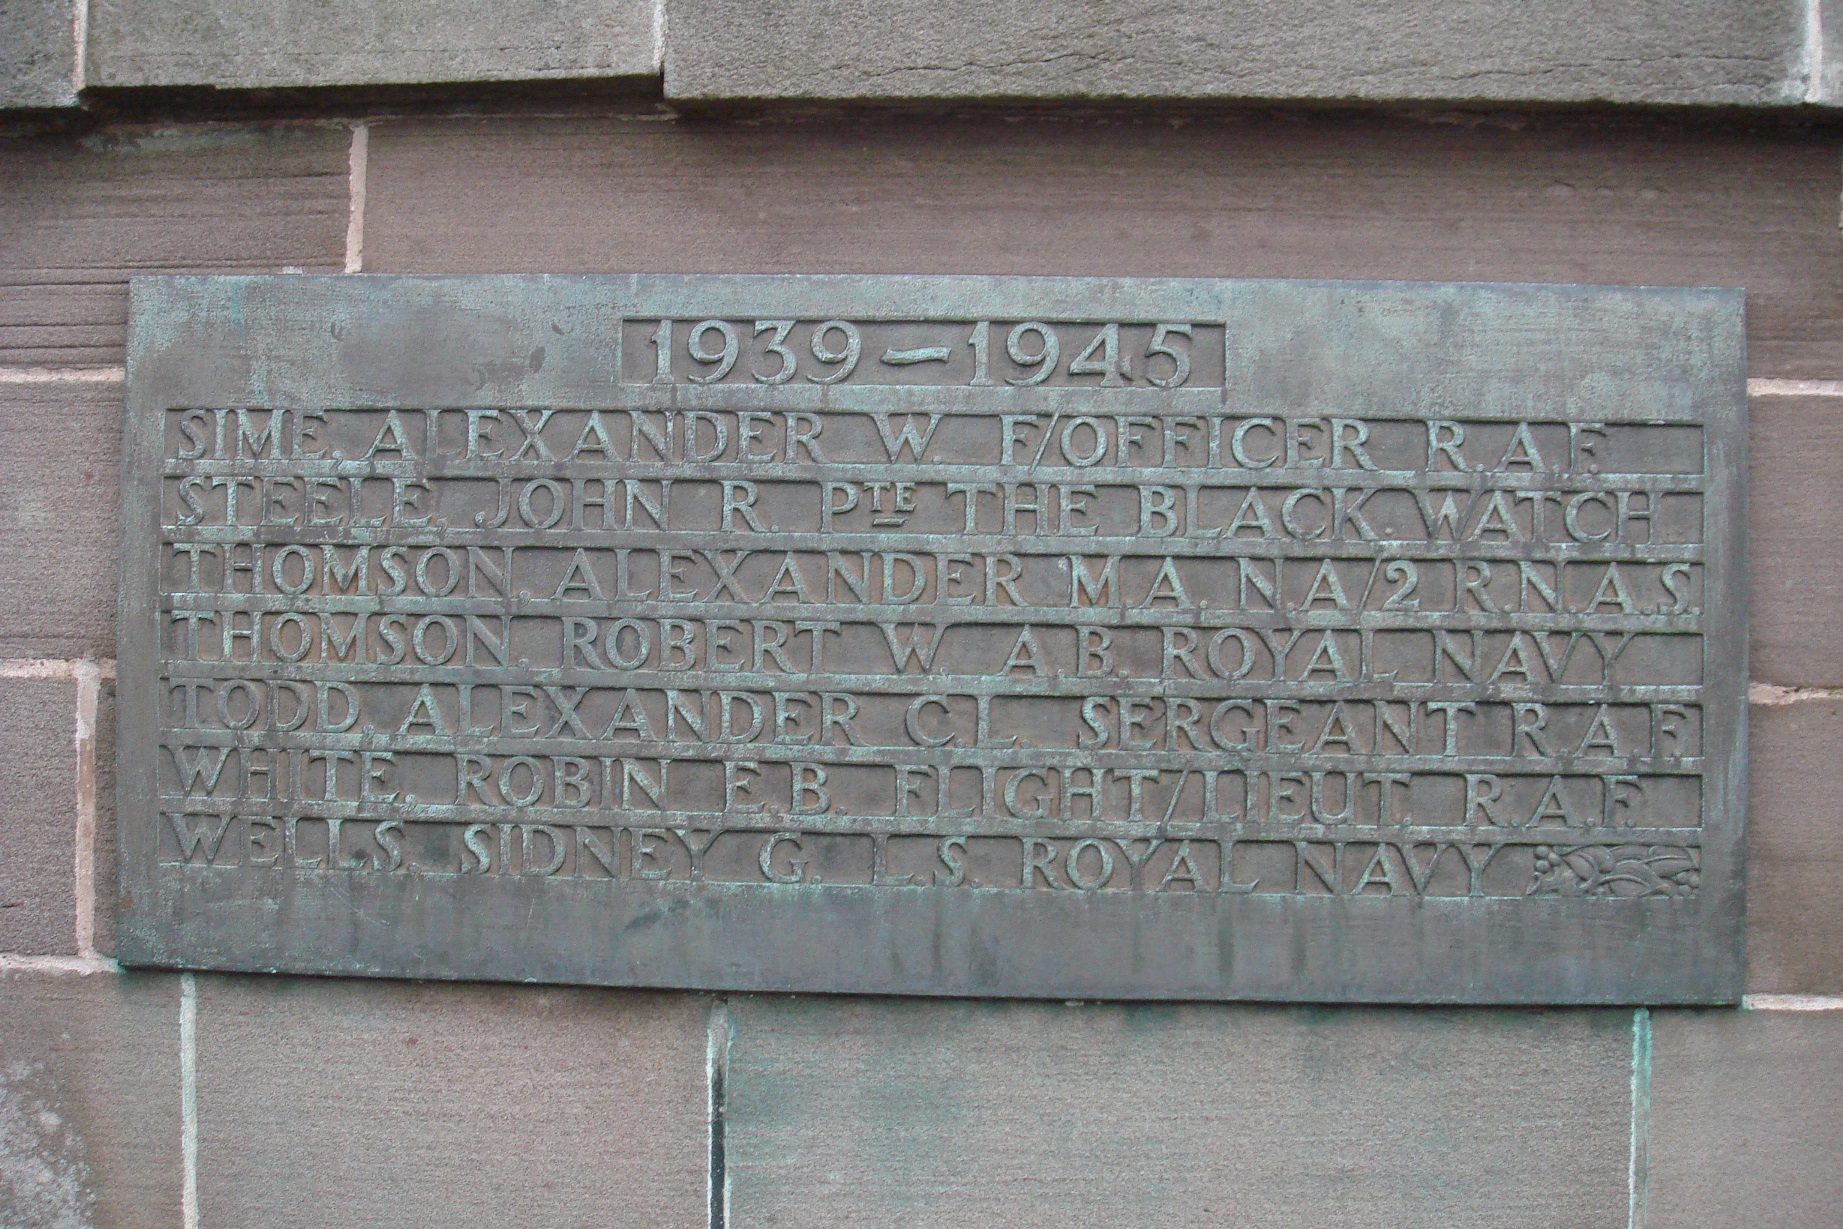 1939-1945
SIME, ALEXANDER W. F/OFFICER R.A.F.
STEELE, JOHN R. PTE THE BLACK WATCH
THOMSON, ALEXANDER M.A. N.A/2 R.N.A.S.
THOMSON, ROBERT W. A.B. ROYAL NAVY
TODD, ALEXANDER C.L. SERGEANT R.A.F.
WHITE, ROBIN E.B. FLIGHT/LIEUT. R.A.F.
WELLS, SIDNEY G. L.S. ROYAL NAVY